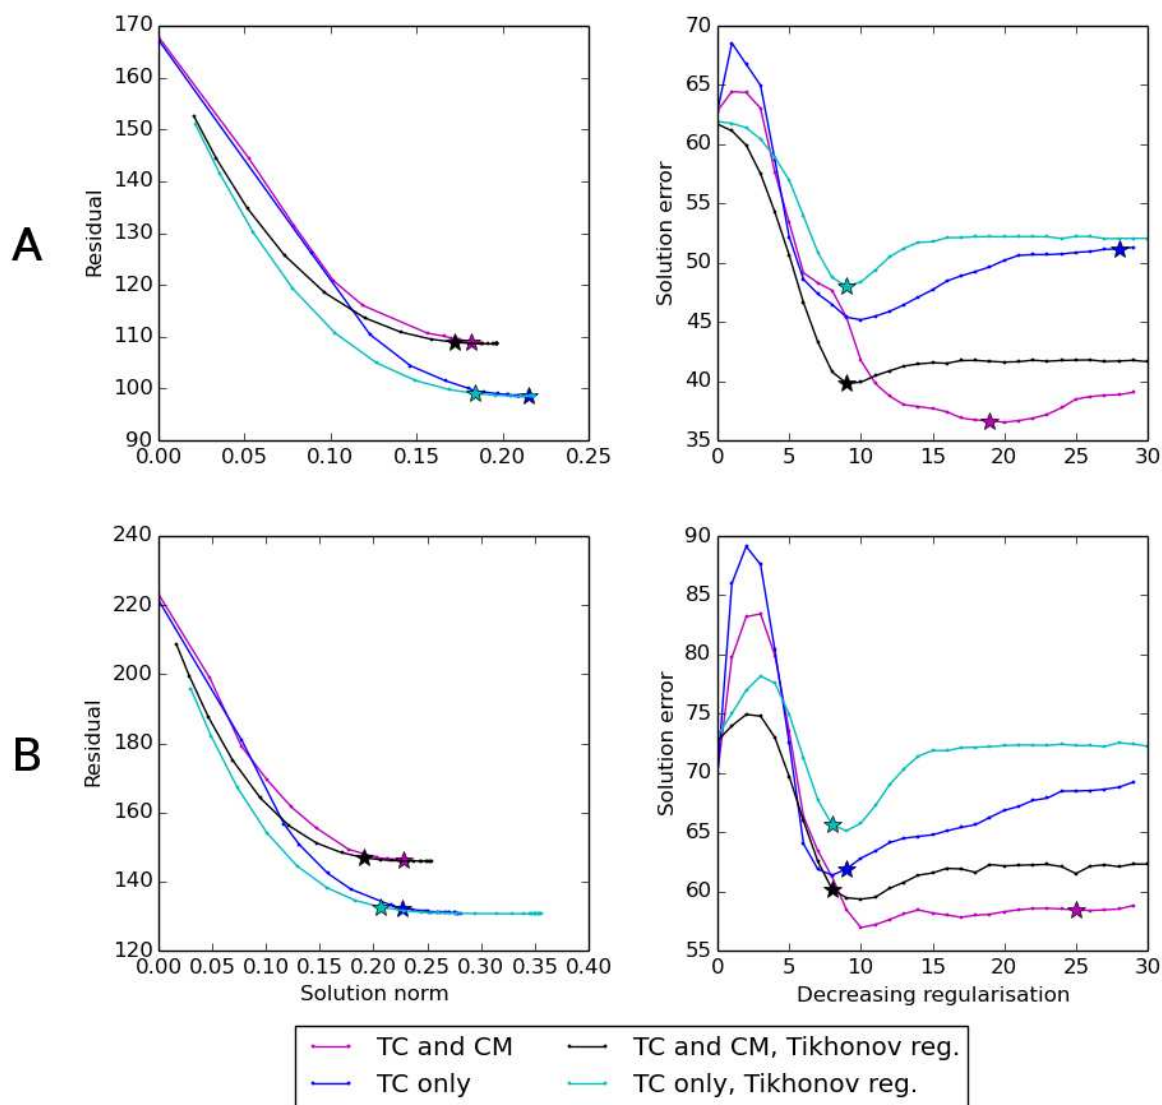 A
170
160
150
140
130
120
110
100
90
Residual
0.00 0.05 0.10 0.15 0.20 0.25
70
65
60
55
50
45
40
35
Solution error
0 5 10 15 20 25 30
B
240
220
200
180
160
140
120
Residual
0.00 0.05 0.10 0.15 0.20 0.25 0.30 0.35 0.40
Solution norm
90
85
80
75
70
65
60
55
Solution error
0 5 10 15 20 25 30
Decreasing regularisation
TC and CM
TC only
TC and CM, Tikhonov reg.
TC only, Tikhonov reg.